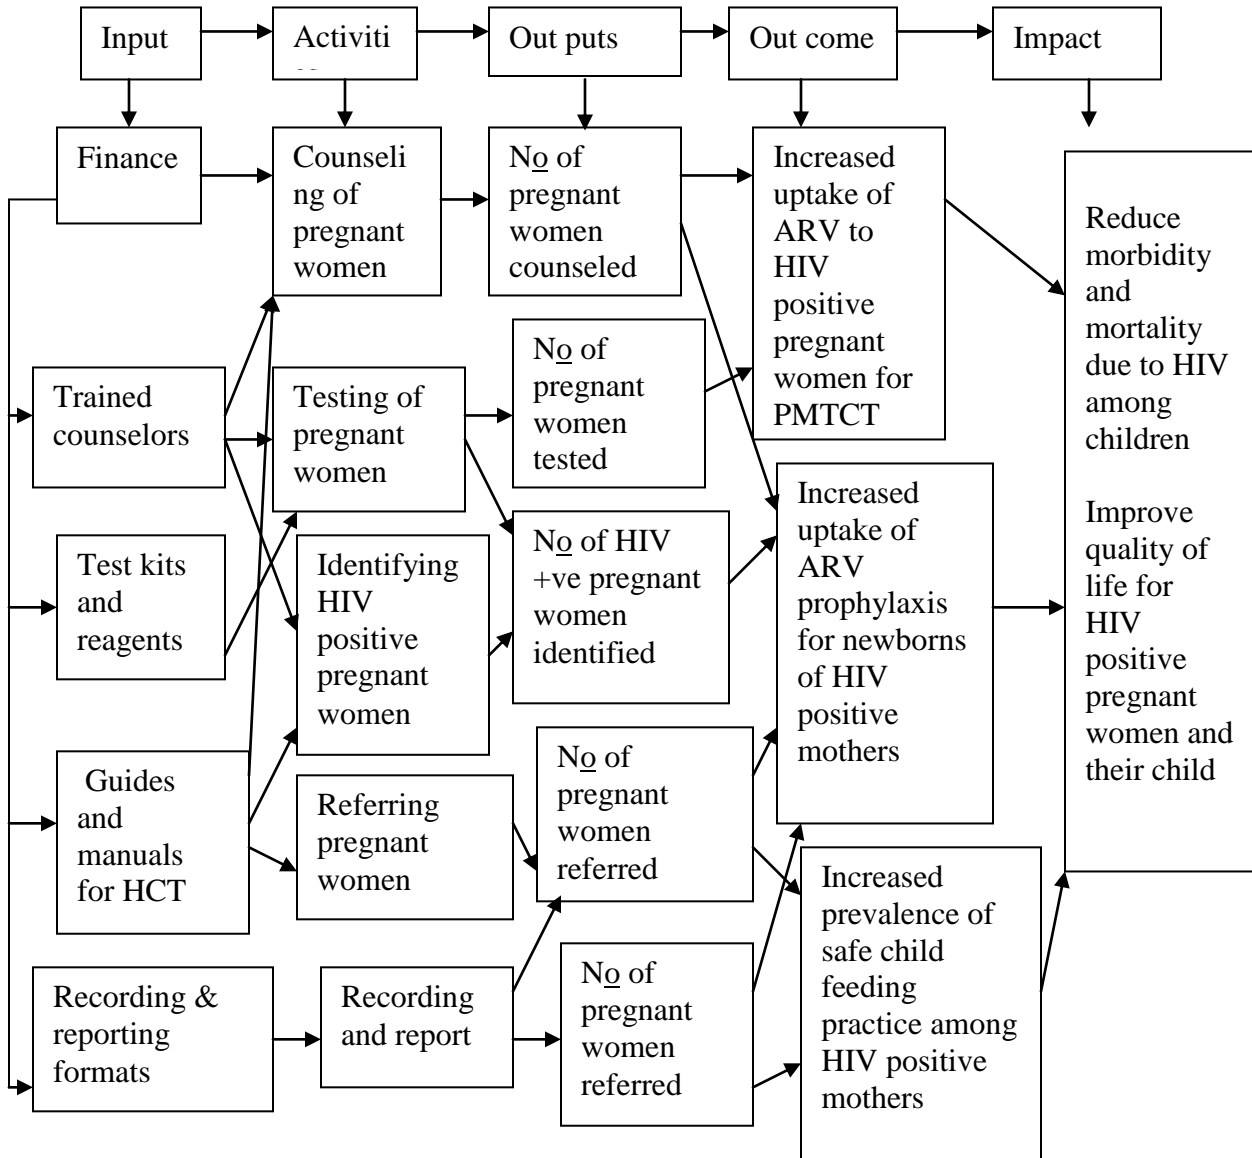 Input
Activiti
Out puts
Out come
Impact
Finance
Counseli
ng of
pregnant
women
No of
pregnant
women
counseled
Increased
uptake of
ARV to
HIV
positive
pregnant
women for
PMTCT
Reduce
morbidity
and
mortality
due to HIV
among
children
Improve
quality of
life for
HIV
positive
pregnant
women and
their child
Trained
counselors
Testing of
pregnant
women
No of
pregnant
women
tested
Increased
uptake of
ARV
prophylaxis
for newborns
of HIV
positive
mothers
Test kits
and
reagents
Identifying
HIV
positive
pregnant
women
No of HIV
+ve pregnant
women
identified
Guides
and
manuals
for HCT
Referring
pregnant
women
No of
pregnant
women
referred
Increased
prevalence of
safe child
feeding
practice among
HIV positive
mothers
Recording &
reporting
formats
Recording
and report
No of
pregnant
women
referred